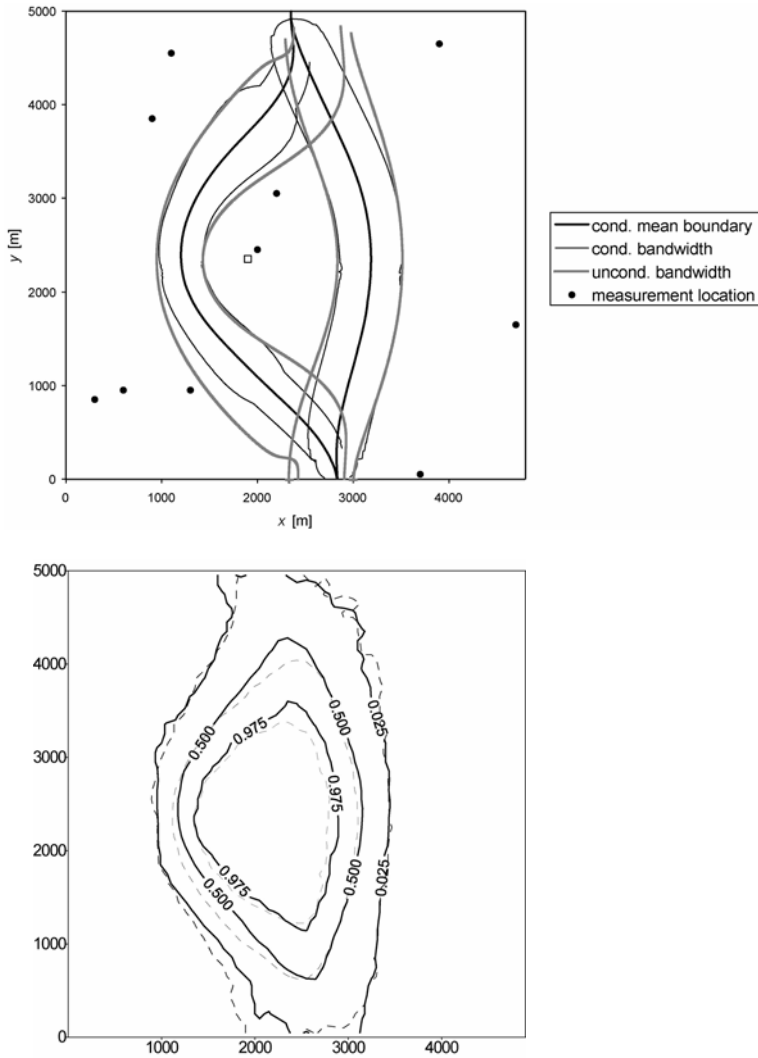 5000
4000
3000
2000
1000
0
y [m]
0 1000 2000 3000 4000
x [m]
cond. mean boundary
cond. bandwidth
uncond. bandwidth
measurement location
5000
4000
3000
2000
1000
0
0.500
0.975
0.500
0.025
0.975
0.975
0.500
0.500
0.025
1000 2000 3000 4000